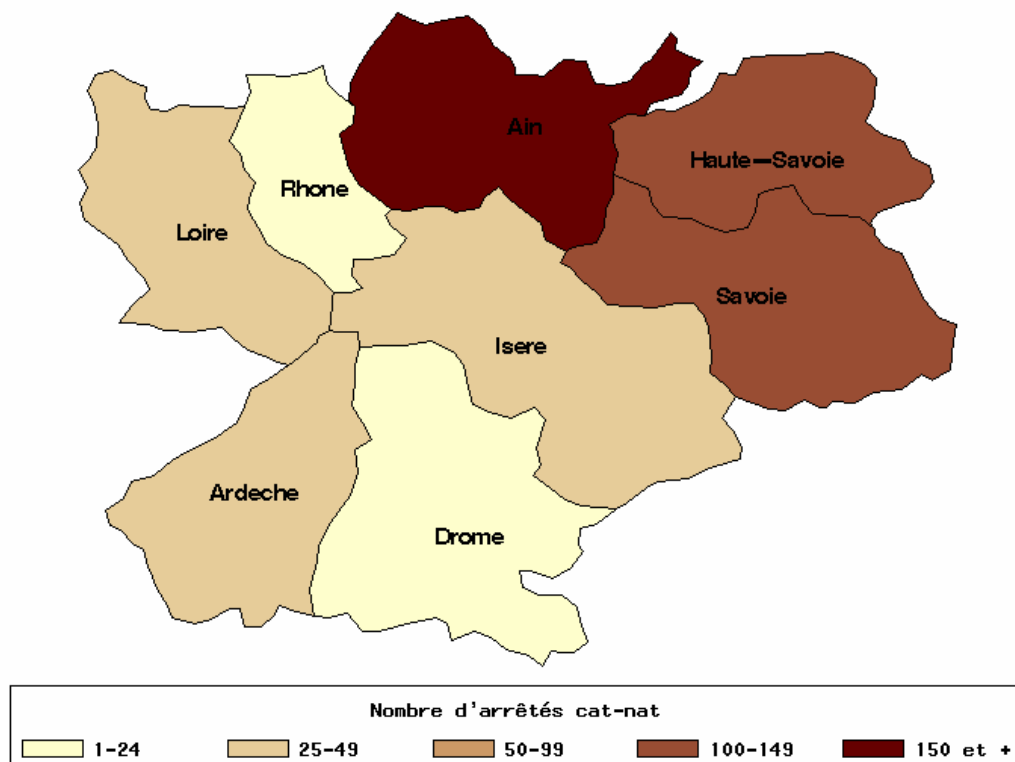 Ain
Haute-Savoie
Rhone
Loire
Savoie
Isere
Ardeche
Drome
Nombre d'arrêtés cat-nat
1-24 25-49 50-99 100-149 150 et +